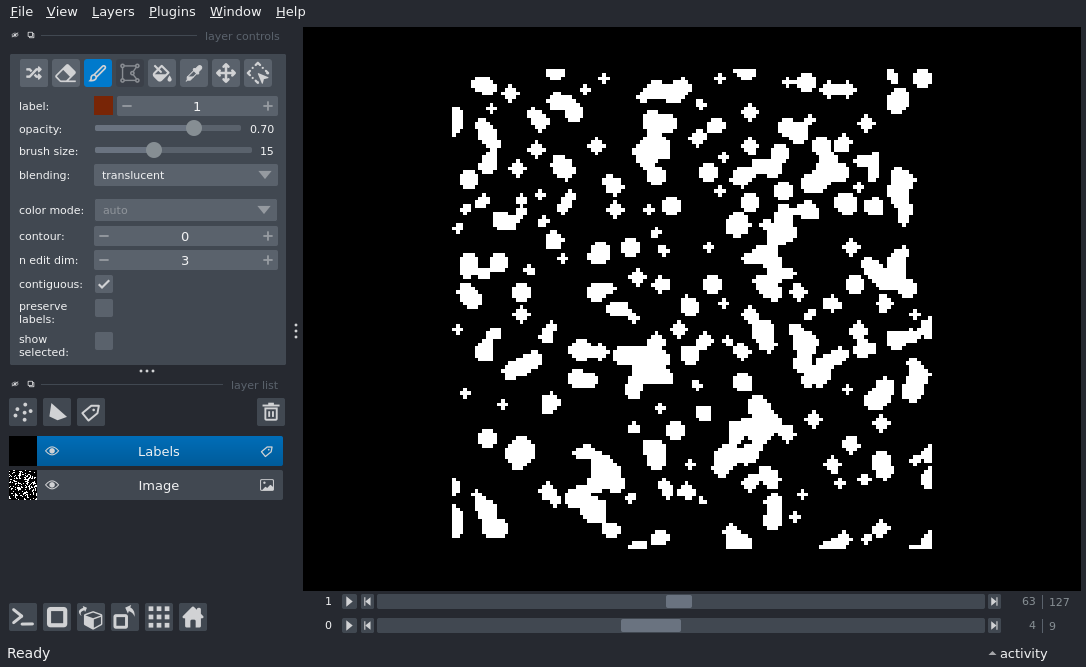 File View Layers Plugins Window Help
layer controls
label: 1
opacity: 0.70
brush size: 15
blending: translucent
color mode: auto
contour: 0
n edit dim: 3
contiguous:
preserve
labels:
show
selected:
layer list
Labels
Image
1 63 127
0 4 9
Ready activity